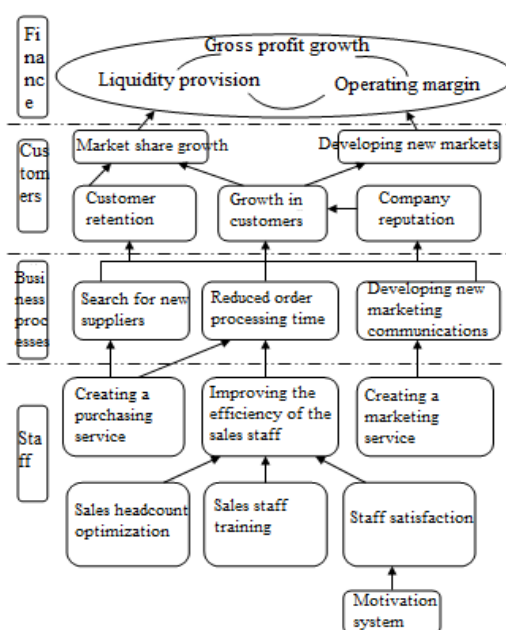 Fi
nan
c
e
Gross profit growth
Liquidity provision
Operating margin
Cus
tom
ers
Market share growth
Developing new markets
Customer
retention
Growth in
customers
Company
reputation
Busi
ness
proc
esses
Search for new
suppliers
Reduced order
processing time
Developing new
marketing
communications
Sta
ff
Creating a
purchasing
service
Improving the
efficiency of the
sales staff
Creating a
marketing
service
Sales headcount
optimization
Sales staff
training
Staff satisfaction
Motivation
system